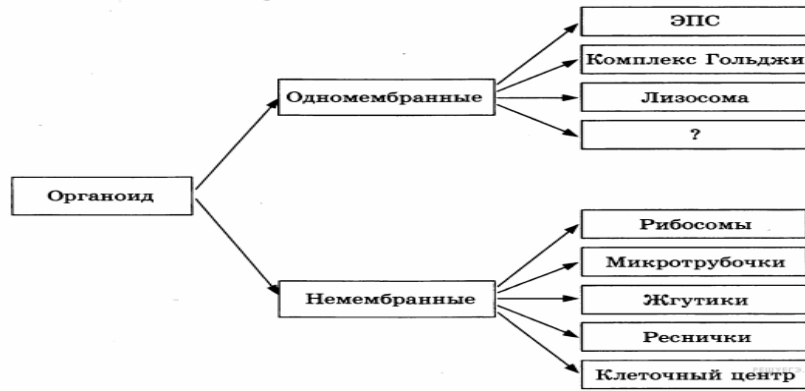 ЭПС
Комплекс Гольджи
Одномембранные
Лизосома
?
Органоид
Рибосомы
Микротрубочки
Немембранные
Жгутики
Реснички
Клеточный центр